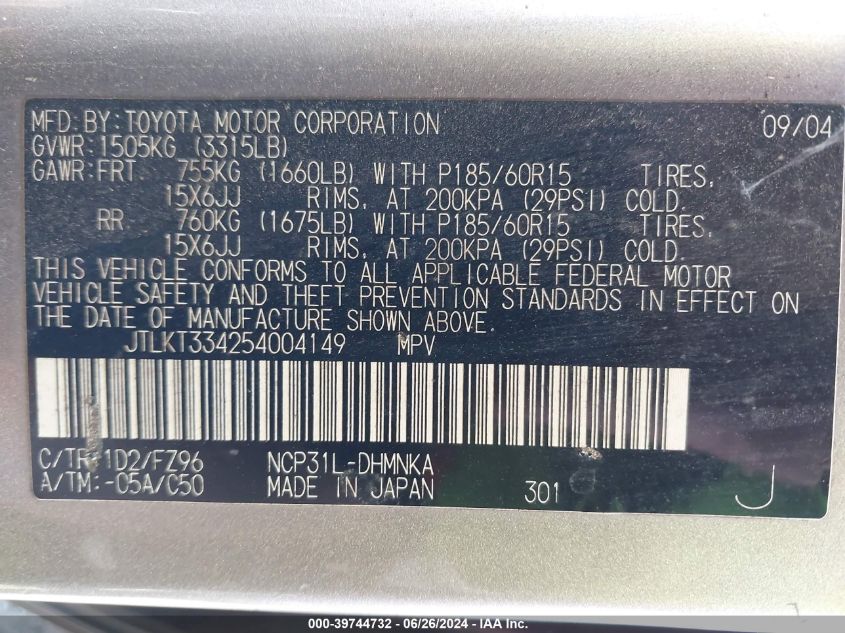 MFD. BY: TOYOTA MOTOR CORPORATION 09/04
GVWR: 1505KG (3315LB)
GAWR: FRT. 755KG (1660LB) WITH P185/60R15 TIRES,
15X6JJ RIMS, AT 200KPA (29PSI) COLD.
RR 760KG (1675LB) WITH P185/60R15 TIRES,
15X6JJ RIMS, AT 200KPA (29PSI) COLD.
THIS VEHICLE CONFORMS TO ALL APPLICABLE FEDERAL MOTOR
VEHICLE SAFETY AND THEFT PREVENTION STANDARDS IN EFFECT ON
THE DATE OF MANUFACTURE SHOWN ABOVE.
JTLKT334254004149 MPV
C/TR: 1D2/FZ96 NCP31L-DHMNKA
A/TM: -C5A/C50 MADE IN JAPAN 301 J
000-39744732 - 06/26/2024 - IAA Inc.